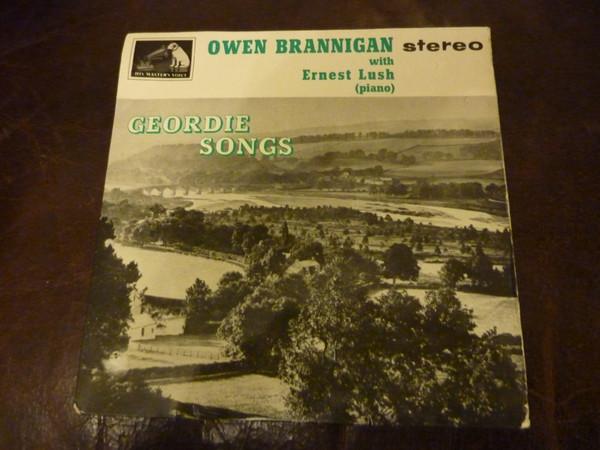 HIS MASTER'S VOICE
OWEN BRANNIGAN stereo
with
Ernest Lush
(piano)
GEORDIE
SONGS